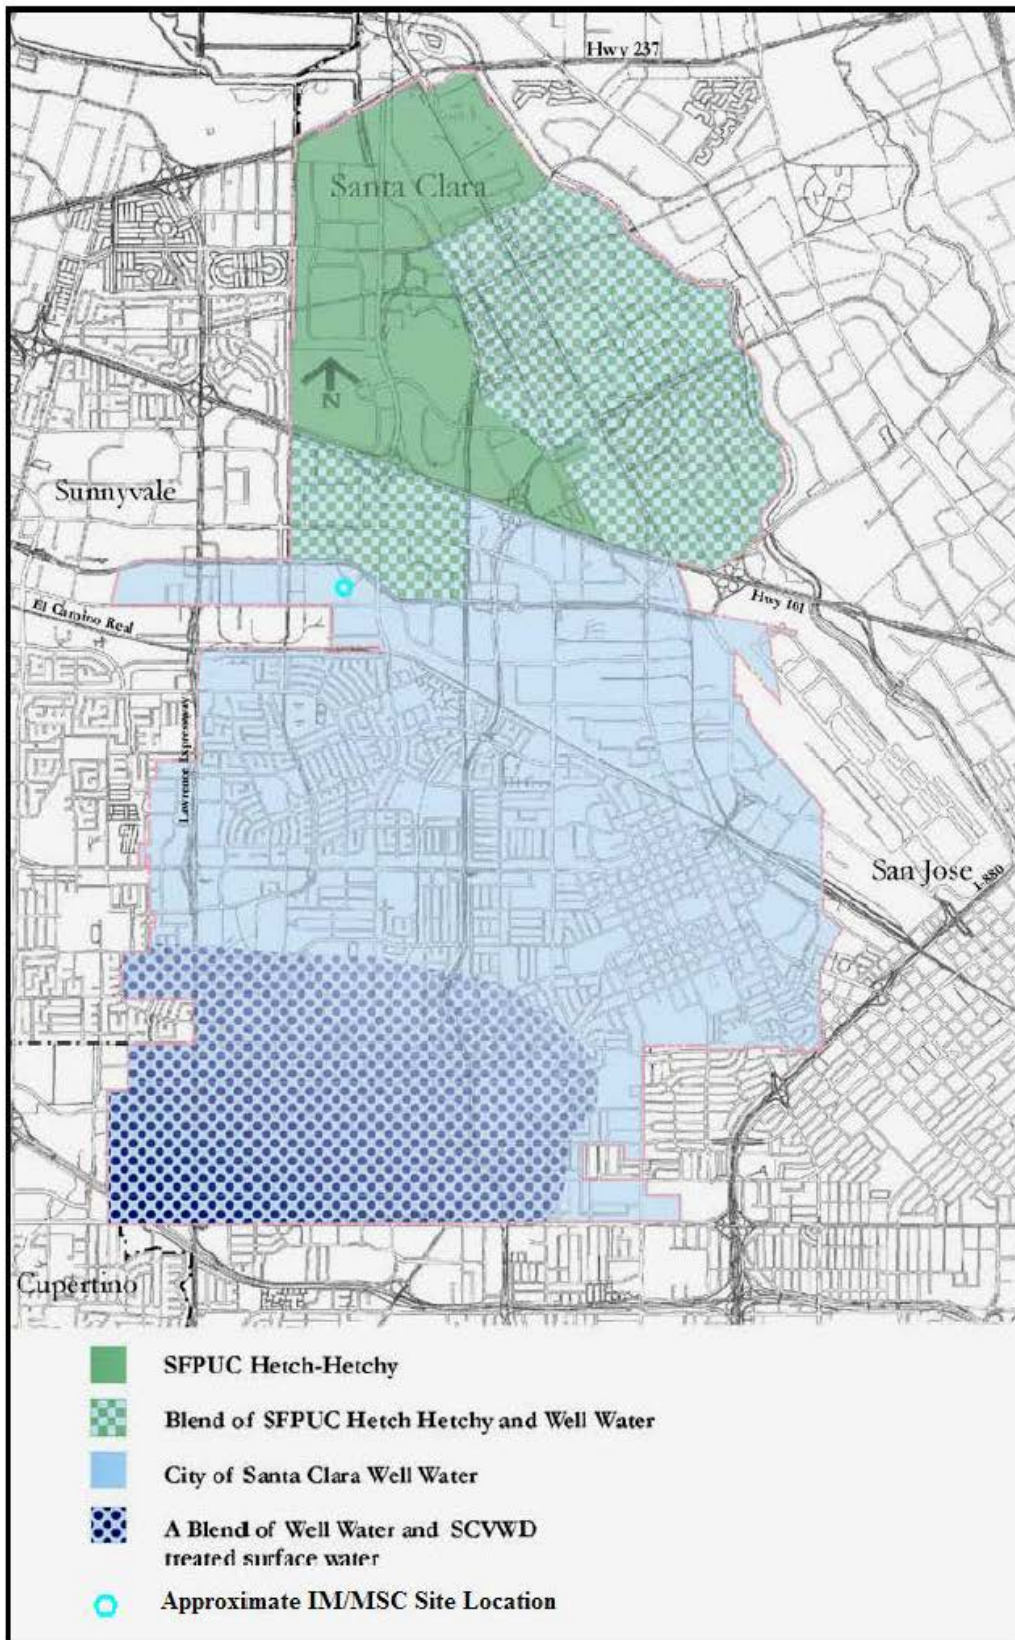 Hwy 237
Santa Clara
N
Sunnyvale
El Camino Real
Hwy 101
Lawrence Expressway
San Jose
I-880
Cupertino
SFPUC Hetch-Hetchy
Blend of SFPUC Hetch Hetchy and Well Water
City of Santa Clara Well Water
A Blend of Well Water and SCVWD
treated surface water
Approximate IM/MSC Site Location